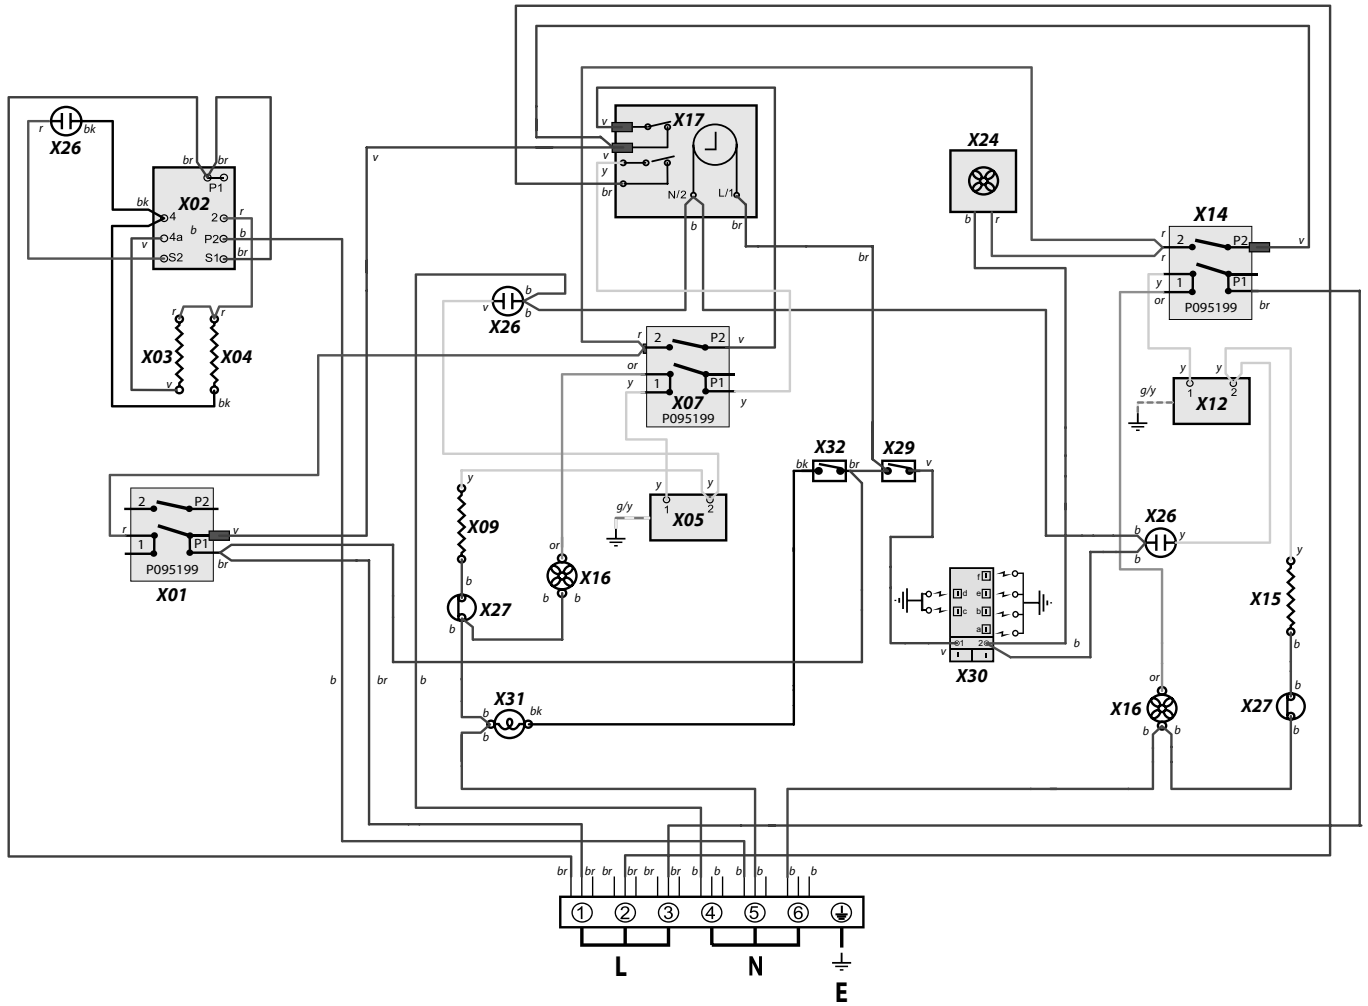 r
bk
X26
br
br
P1
X02
bk
4
2
r
b
v
4a
P2
b
S2
S1
br
r
r
X03
X04
v
bk
v
X17
v
v
y
br
N/2
L/1
b
br
br
X24
b
r
X14
r
2
P2
v
r
y
1
P1
or
br
P095199
b
v
b
X26
r
2
P2
v
or
1
P1
y
X07
y
P095199
y
y
g/y
1
2
X12
X32
X29
bk
br
v
y
X09
y
y
g/y
1
2
X05
2
P2
r
v
1
P1
br
P095199
X01
or
X16
b
b
b
X27
b
b
X26
y
b
f
d
e
c
b
a
1
2
v
b
X30
y
X15
b
b
X27
b
or
X16
b
b
b
br
b
X31
b
bk
b
br
br
br
br
br
br
b
b
b
b
b
b
1
2
3
4
5
6
L
N
E